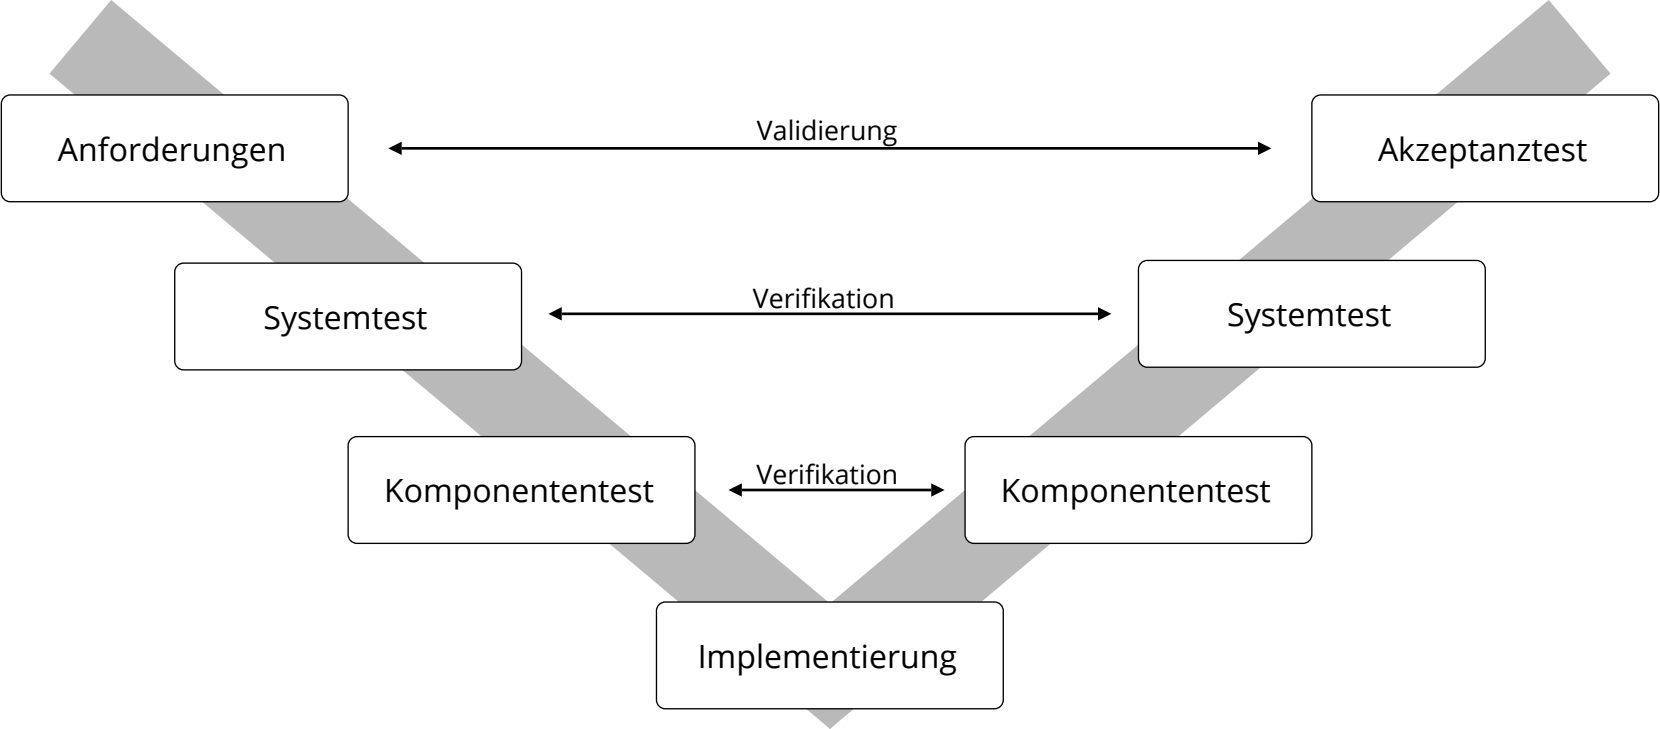 Anforderungen
Validierung
Akzeptanztest
Systemtest
Verifikation
Systemtest
Komponententest
Verifikation
Komponententest
Implementierung